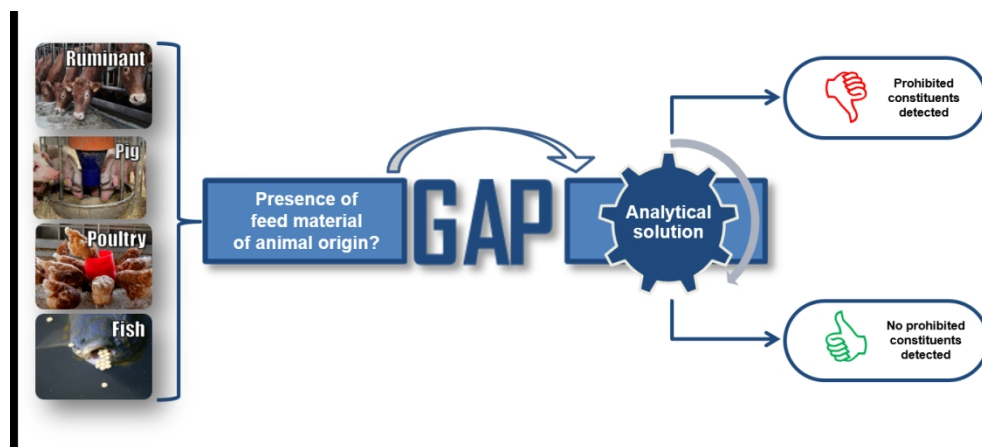 Ruminant
Pig
Poultry
Fish
Presence of
feed material
of animal origin?
GAP
Analytical
solution
Prohibited
constituents
detected
No prohibited
constituents
detected